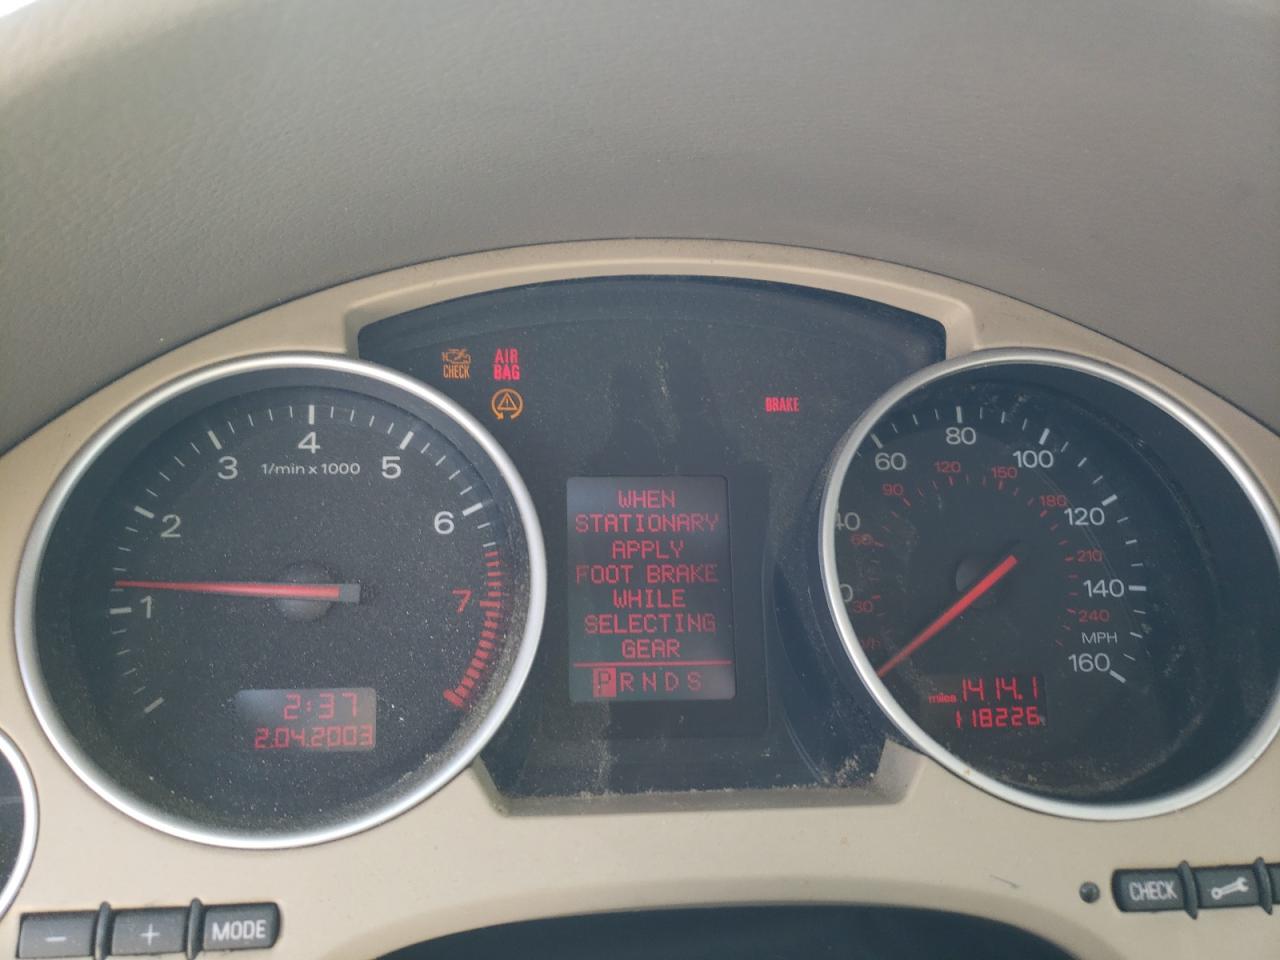 CHECK
AIR
BAG
BRAKE
1
2
3
4
5
6
7
1/min x 1000
2:37
2.04.2003
WHEN
STATIONARY
APPLY
FOOT BRAKE
WHILE
SELECTING
GEAR
P R N D S
60
80
100
120
140
160
MPH
30
90
120
150
180
210
240
miles 1414.1
118226
MODE
CHECK